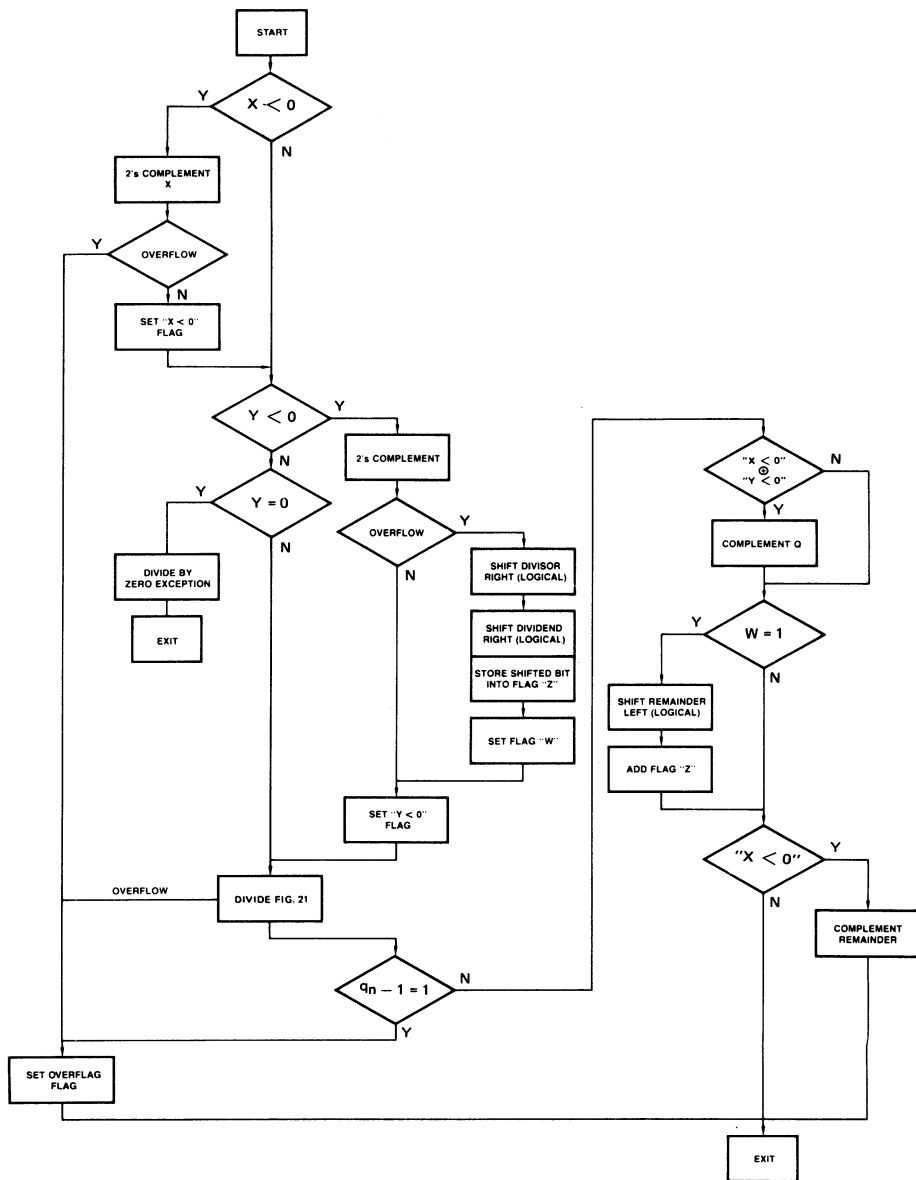 START
X < 0
Y
N
2's COMPLEMENT
X
OVERFLOW
Y
N
SET "X < 0"
FLAG
Y < 0
Y
N
2's COMPLEMENT
Y = 0
Y
N
OVERFLOW
Y
N
DIVIDE BY
ZERO EXCEPTION
EXIT
SHIFT DIVISOR
RIGHT (LOGICAL)
SHIFT DIVIDEND
RIGHT (LOGICAL)
STORE SHIFTED BIT
INTO FLAG "Z"
SET FLAG "W"
SET "Y < 0"
FLAG
OVERFLOW
DIVIDE FIG. 21
qn – 1 = 1
N
Y
SET OVERFLAG
FLAG
"X < 0"
⊕
"Y < 0"
N
Y
COMPLEMENT Q
W = 1
Y
N
SHIFT REMAINDER
LEFT (LOGICAL)
ADD FLAG "Z"
"X < 0"
Y
N
COMPLEMENT
REMAINDER
EXIT